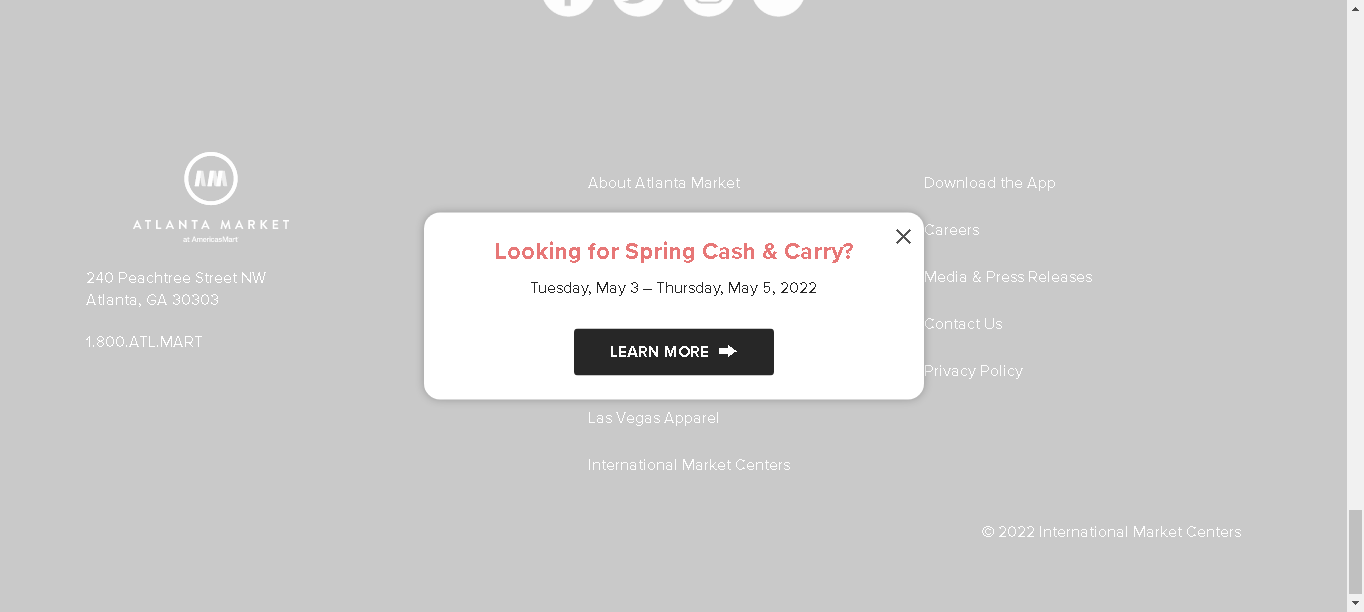 AM
ATLANTA MARKET
at AmericasMart
240 Peachtree Street NW
Atlanta, GA 30303
1.800.ATL.MART
About Atlanta Market
Looking for Spring Cash & Carry?
Tuesday, May 3 – Thursday, May 5, 2022
LEARN MORE
Las Vegas Apparel
International Market Centers
Download the App
Careers
Media & Press Releases
Contact Us
Privacy Policy
© 2022 International Market Centers